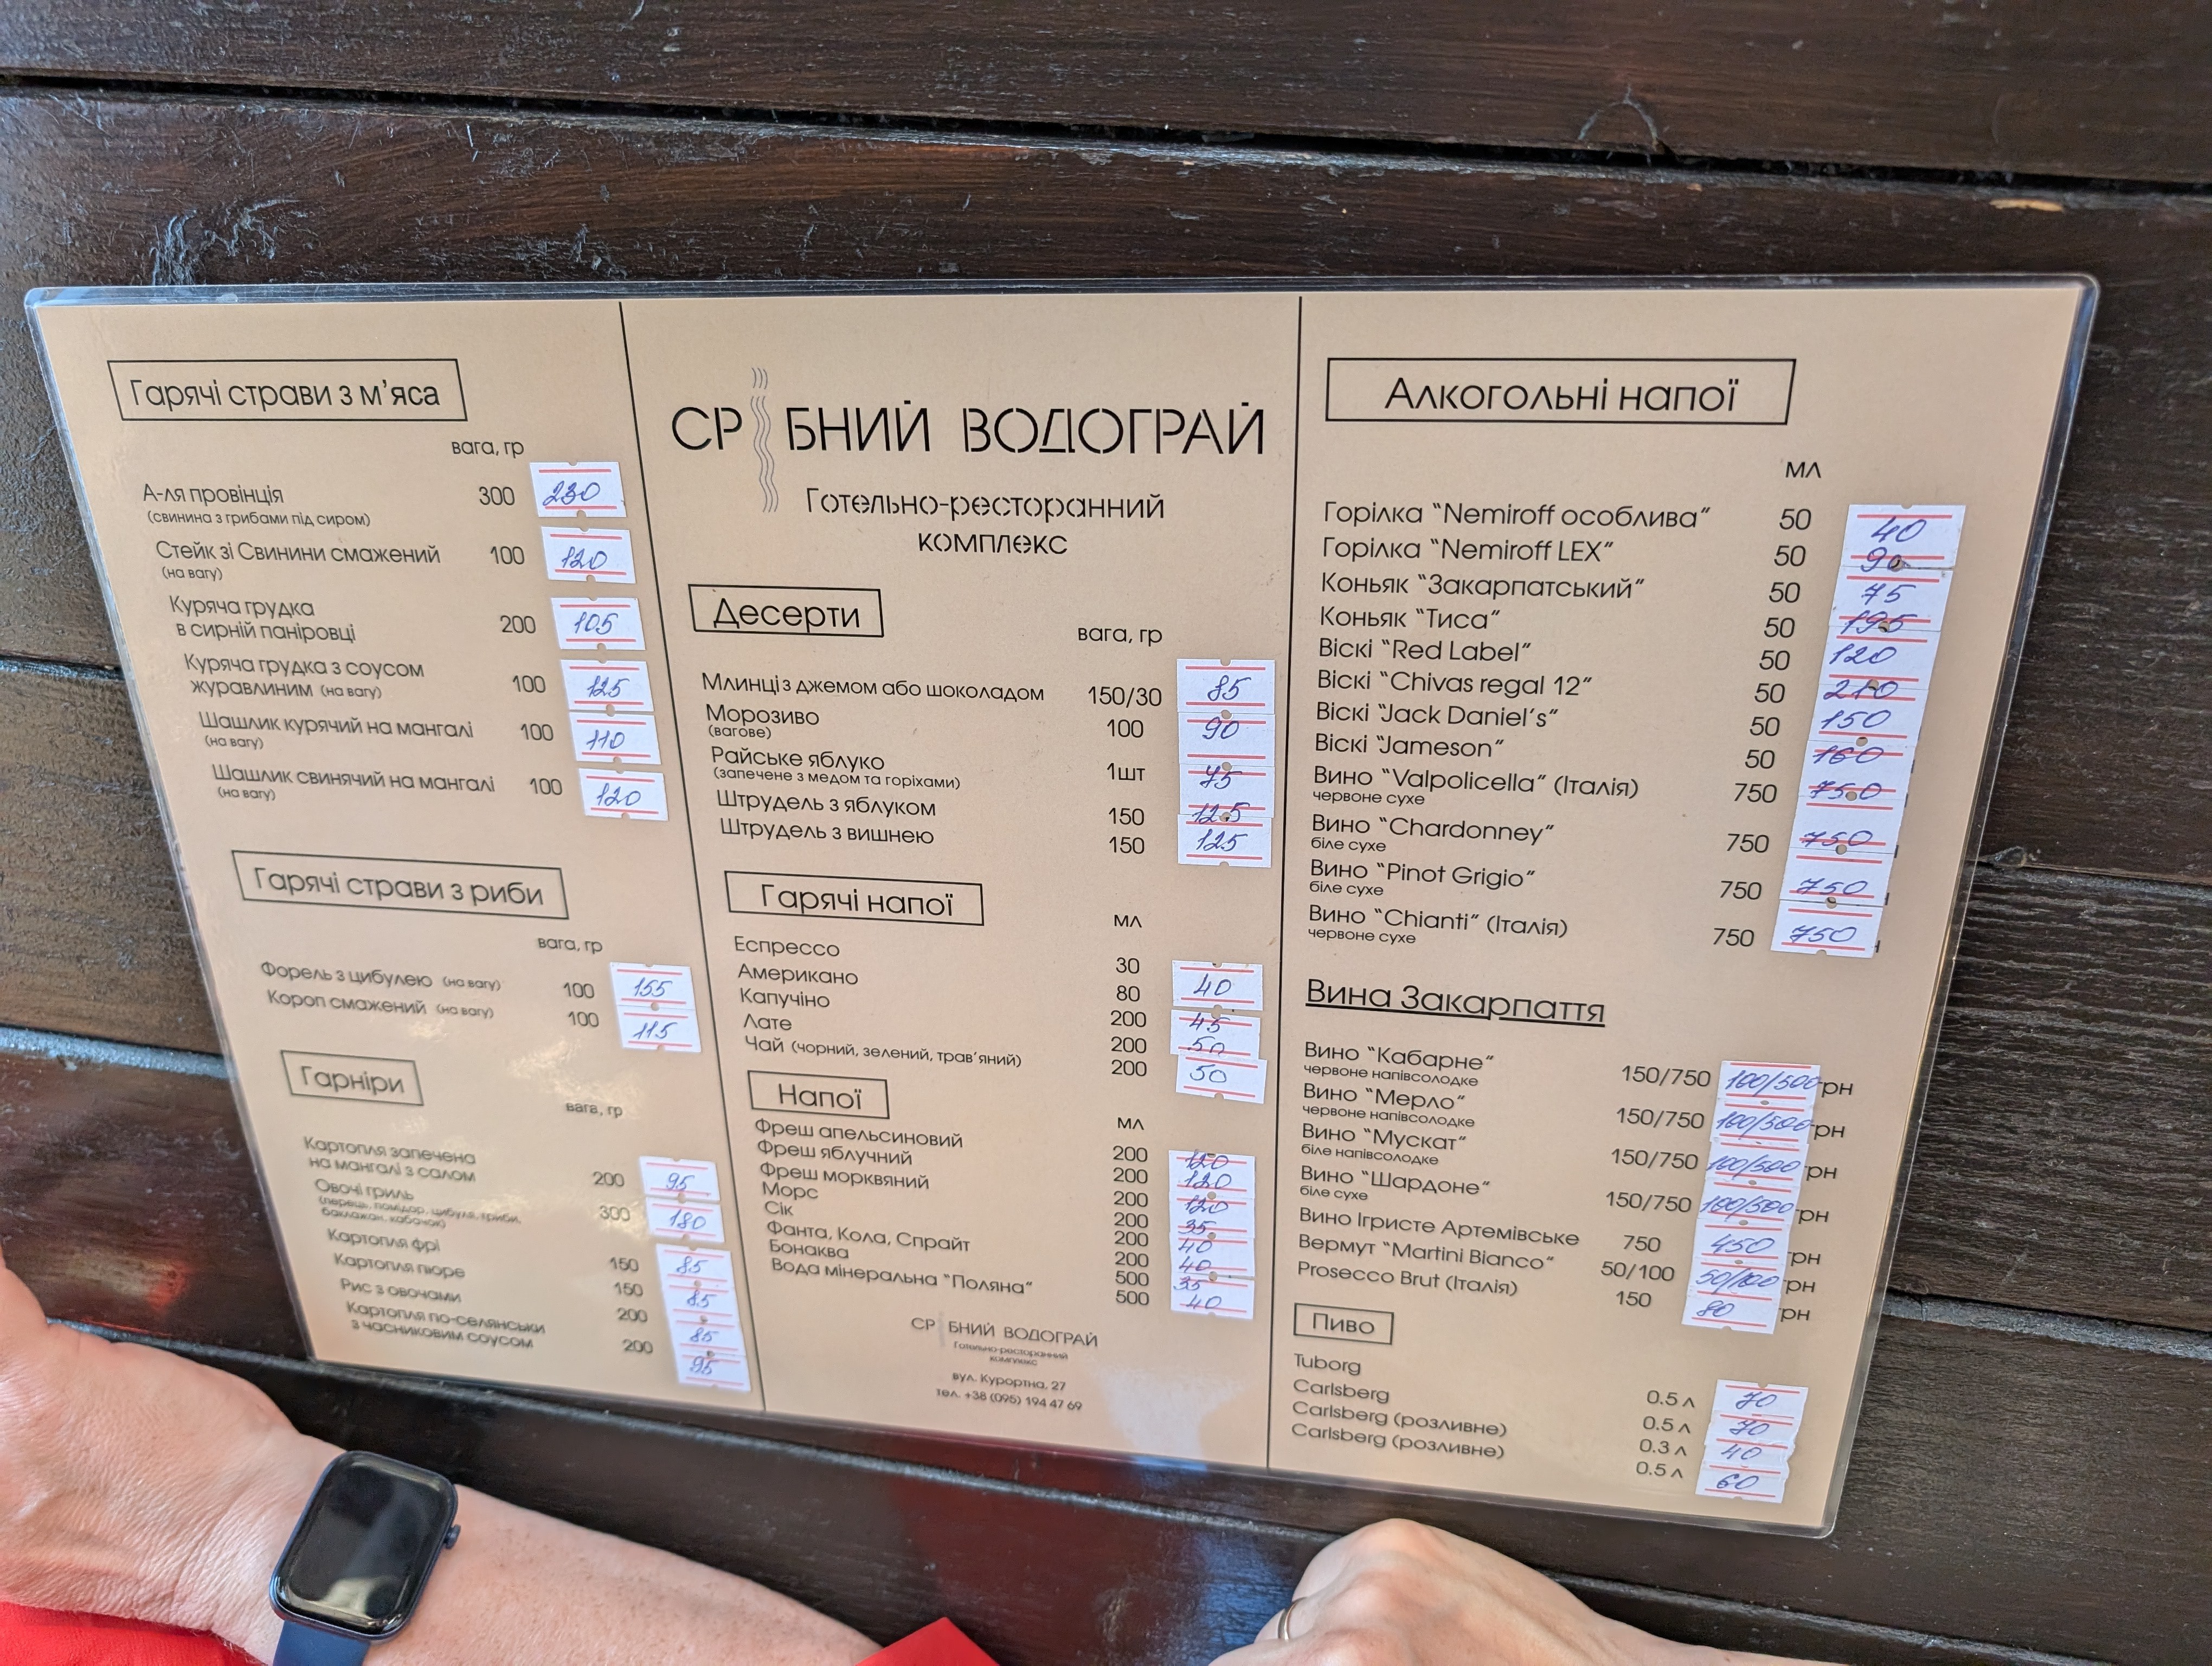 Гарячі страви з м'яса
вага, гр
А-ля провінція 300 230
(свинина з грибами під сиром)
Стейк зі Свинини смажений 100 120
(на вагу)
Куряча грудка
в сирній паніровці 200 105
Куряча грудка з соусом
журавлиним (на вагу) 100 125
Шашлик курячий на мангалі 100 110
(на вагу)
Шашлик свинячий на мангалі 100 120
(на вагу)
Гарячі страви з риби
вага, гр
Форель з цибулею (на вагу) 100 155
Короп смажений (на вагу) 100 115
Гарніри
вага, гр
Картопля запечена
на мангалі з салом 200 95
Овочі гриль 300 180
(перець, помідор, цибуля, гриби,
баклажан, кабачок)
Картопля фрі 150 85
Картопля пюре 150 85
Рис з овочами 200 85
Картопля по-селянськи
з часниковим соусом 200 95
СР БНИЙ ВОДОГРАЙ
Готельно-ресторанний
комплекс
Десерти
вага, гр
Млинці з джемом або шоколадом 150/30 85
Морозиво 100 90
(вагове)
Райське яблуко 1шт 75
(запечене з медом та горіхами)
Штрудель з яблуком 150 125
Штрудель з вишнею 150 125
Гарячі напої
мл
Еспрессо 30
Американо 80 40
Капучіно 200 45
Лате 200 50
Чай (чорний, зелений, трав'яний) 200 50
Напої
мл
Фреш апельсиновий 200 120
Фреш яблучний 200 120
Фреш морквяний 200 120
Морс 200 35
Сік 200 40
Фанта, Кола, Спрайт 200 40
Бонаква 500 35
Вода мінеральна "Поляна" 500 40
СР БНИЙ ВОДОГРАЙ
Готельно-ресторанний
комплекс
вул. Курортна, 27
тел. +38 (095) 194 47 69
Алкогольні напої
мл
Горілка "Nemiroff особлива" 50 40
Горілка "Nemiroff LEX" 50 90
Коньяк "Закарпатський" 50 75
Коньяк "Тиса" 50 195
Віскі "Red Label" 50 120
Віскі "Chivas regal 12" 50 210
Віскі "Jack Daniel's" 50 150
Віскі "Jameson" 50 160
Вино "Valpolicella" (Італія) 750 750
червоне сухе
Вино "Chardonney" 750 750
біле сухе
Вино "Pinot Grigio" 750 750
біле сухе
Вино "Chianti" (Італія) 750 750
червоне сухе
Вина Закарпаття
Вино "Кабарне" 150/750 100/500 грн
червоне напівсолодке
Вино "Мерло" 150/750 100/500 грн
червоне напівсолодке
Вино "Мускат" 150/750 100/500 грн
біле напівсолодке
Вино "Шардоне" 150/750 100/500 грн
біле сухе
Вино Ігристе Артемівське 750 450 грн
Вермут "Martini Bianco" 50/100 50/100 грн
Prosecco Brut (Італія) 150 80 грн
Пиво
Tuborg 0.5 л 70
Carlsberg 0.5 л 70
Carlsberg (розливне) 0.3 л 40
Carlsberg (розливне) 0.5 л 60